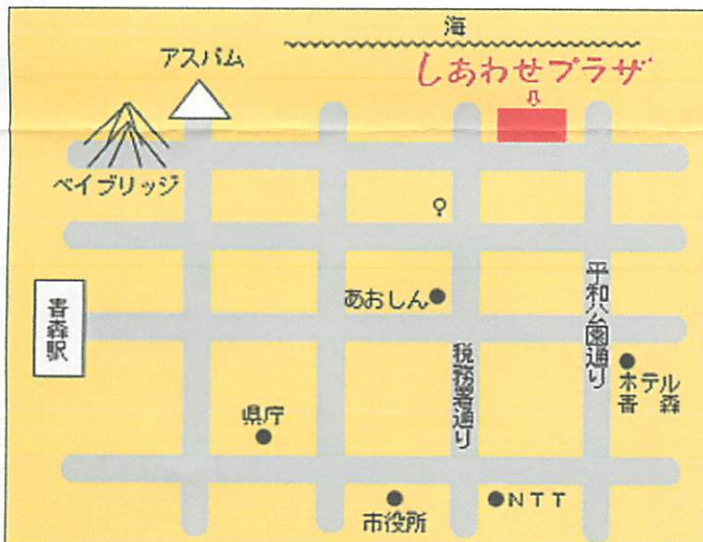 海
アスパム
しあわせプラザ
⇩
ベイブリッジ
♀
あおしん
青森駅
平和公園通り
税務署通り
ホテル
青 森
県庁
NTT
市役所